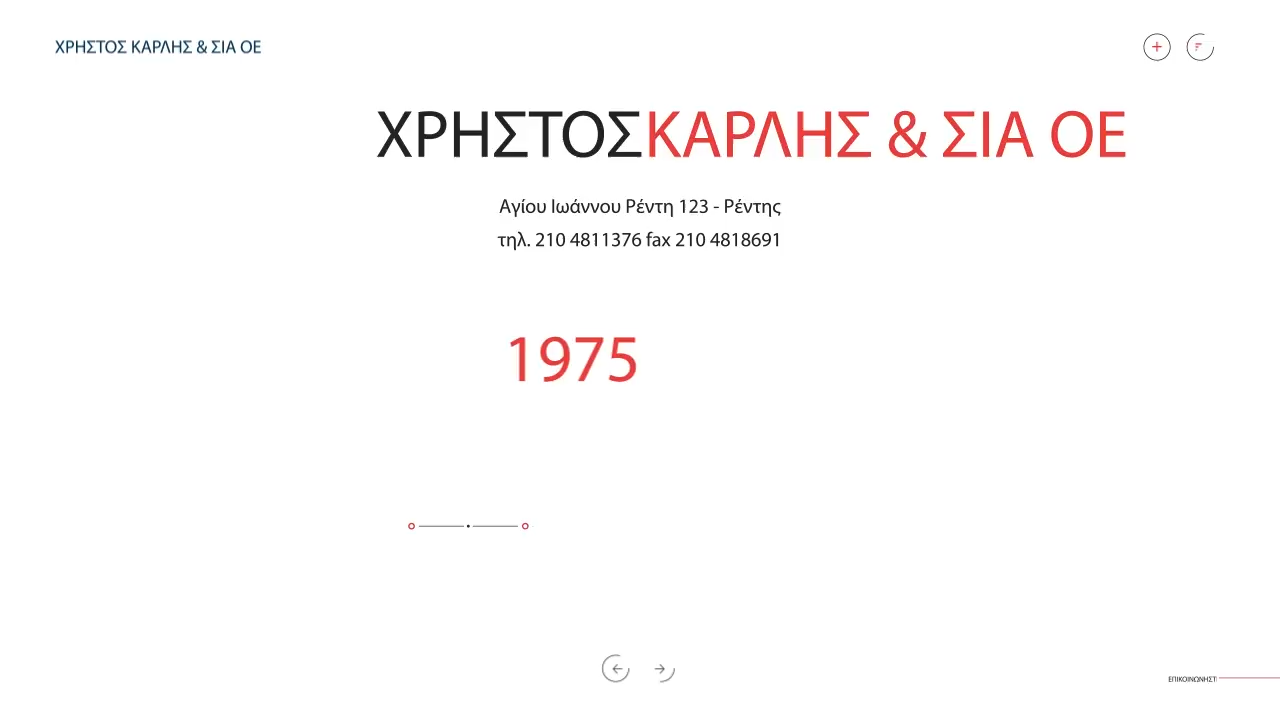 ΧΡΗΣΤΟΣ ΚΑΡΛΗΣ & ΣΙΑ ΟΕ
ΧΡΗΣΤΟΣΚΑΡΛΗΣ & ΣΙΑ ΟΕ
Αγίου Ιωάννου Ρέντη 123 - Ρέντης
τηλ. 210 4811376 fax 210 4818691
1975
ΕΠΙΚΟΙΝΩΝΗΣΤ